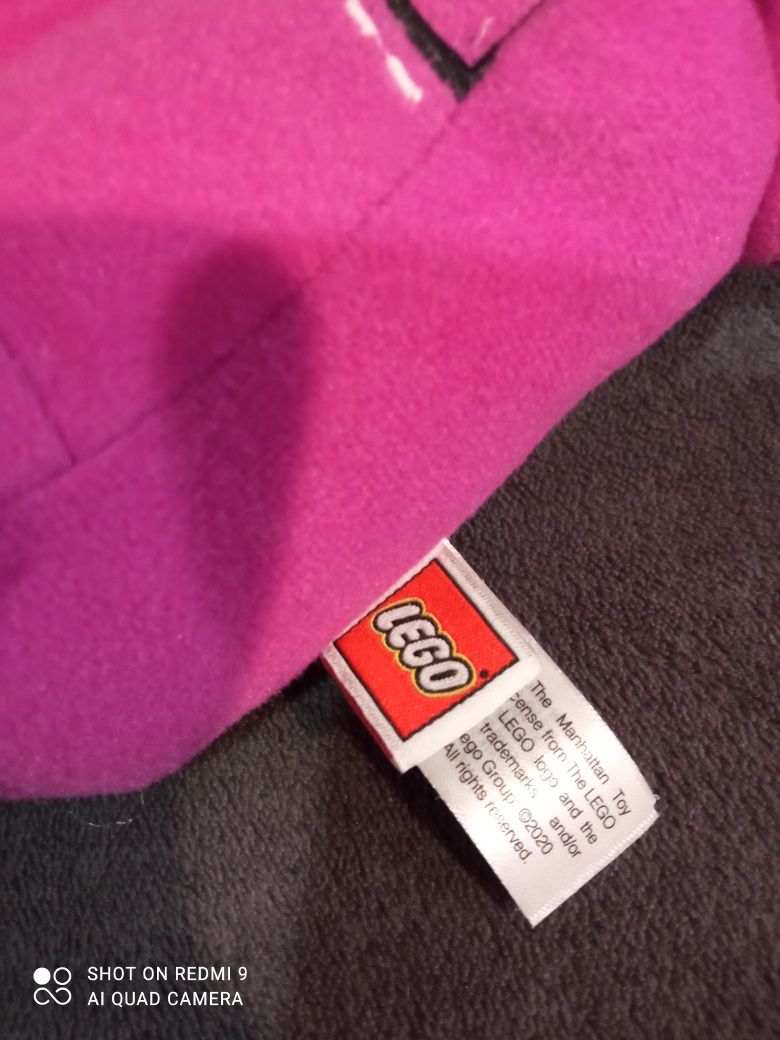 LEGO
The Manhattan Toy
from The LEGO
LEGO logo and the
trademarks and/or
Group. ©2020
All rights reserved.
SHOT ON REDMI 9
AI QUAD CAMERA